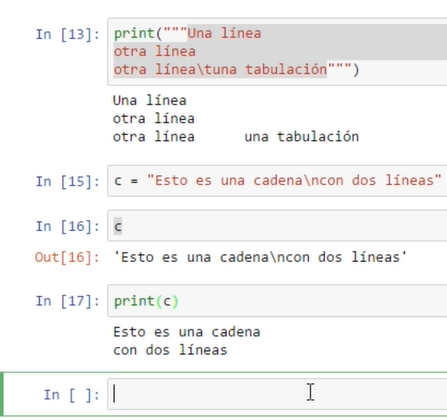 In [13]: print("""Una línea
otra línea
otra línea\tuna tabulación""")
Una línea
otra línea
otra línea      una tabulación
In [15]: c = "Esto es una cadena\ncon dos líneas"
In [16]: c
Out[16]: 'Esto es una cadena\ncon dos líneas'
In [17]: print(c)
Esto es una cadena
con dos líneas
In [ ]: